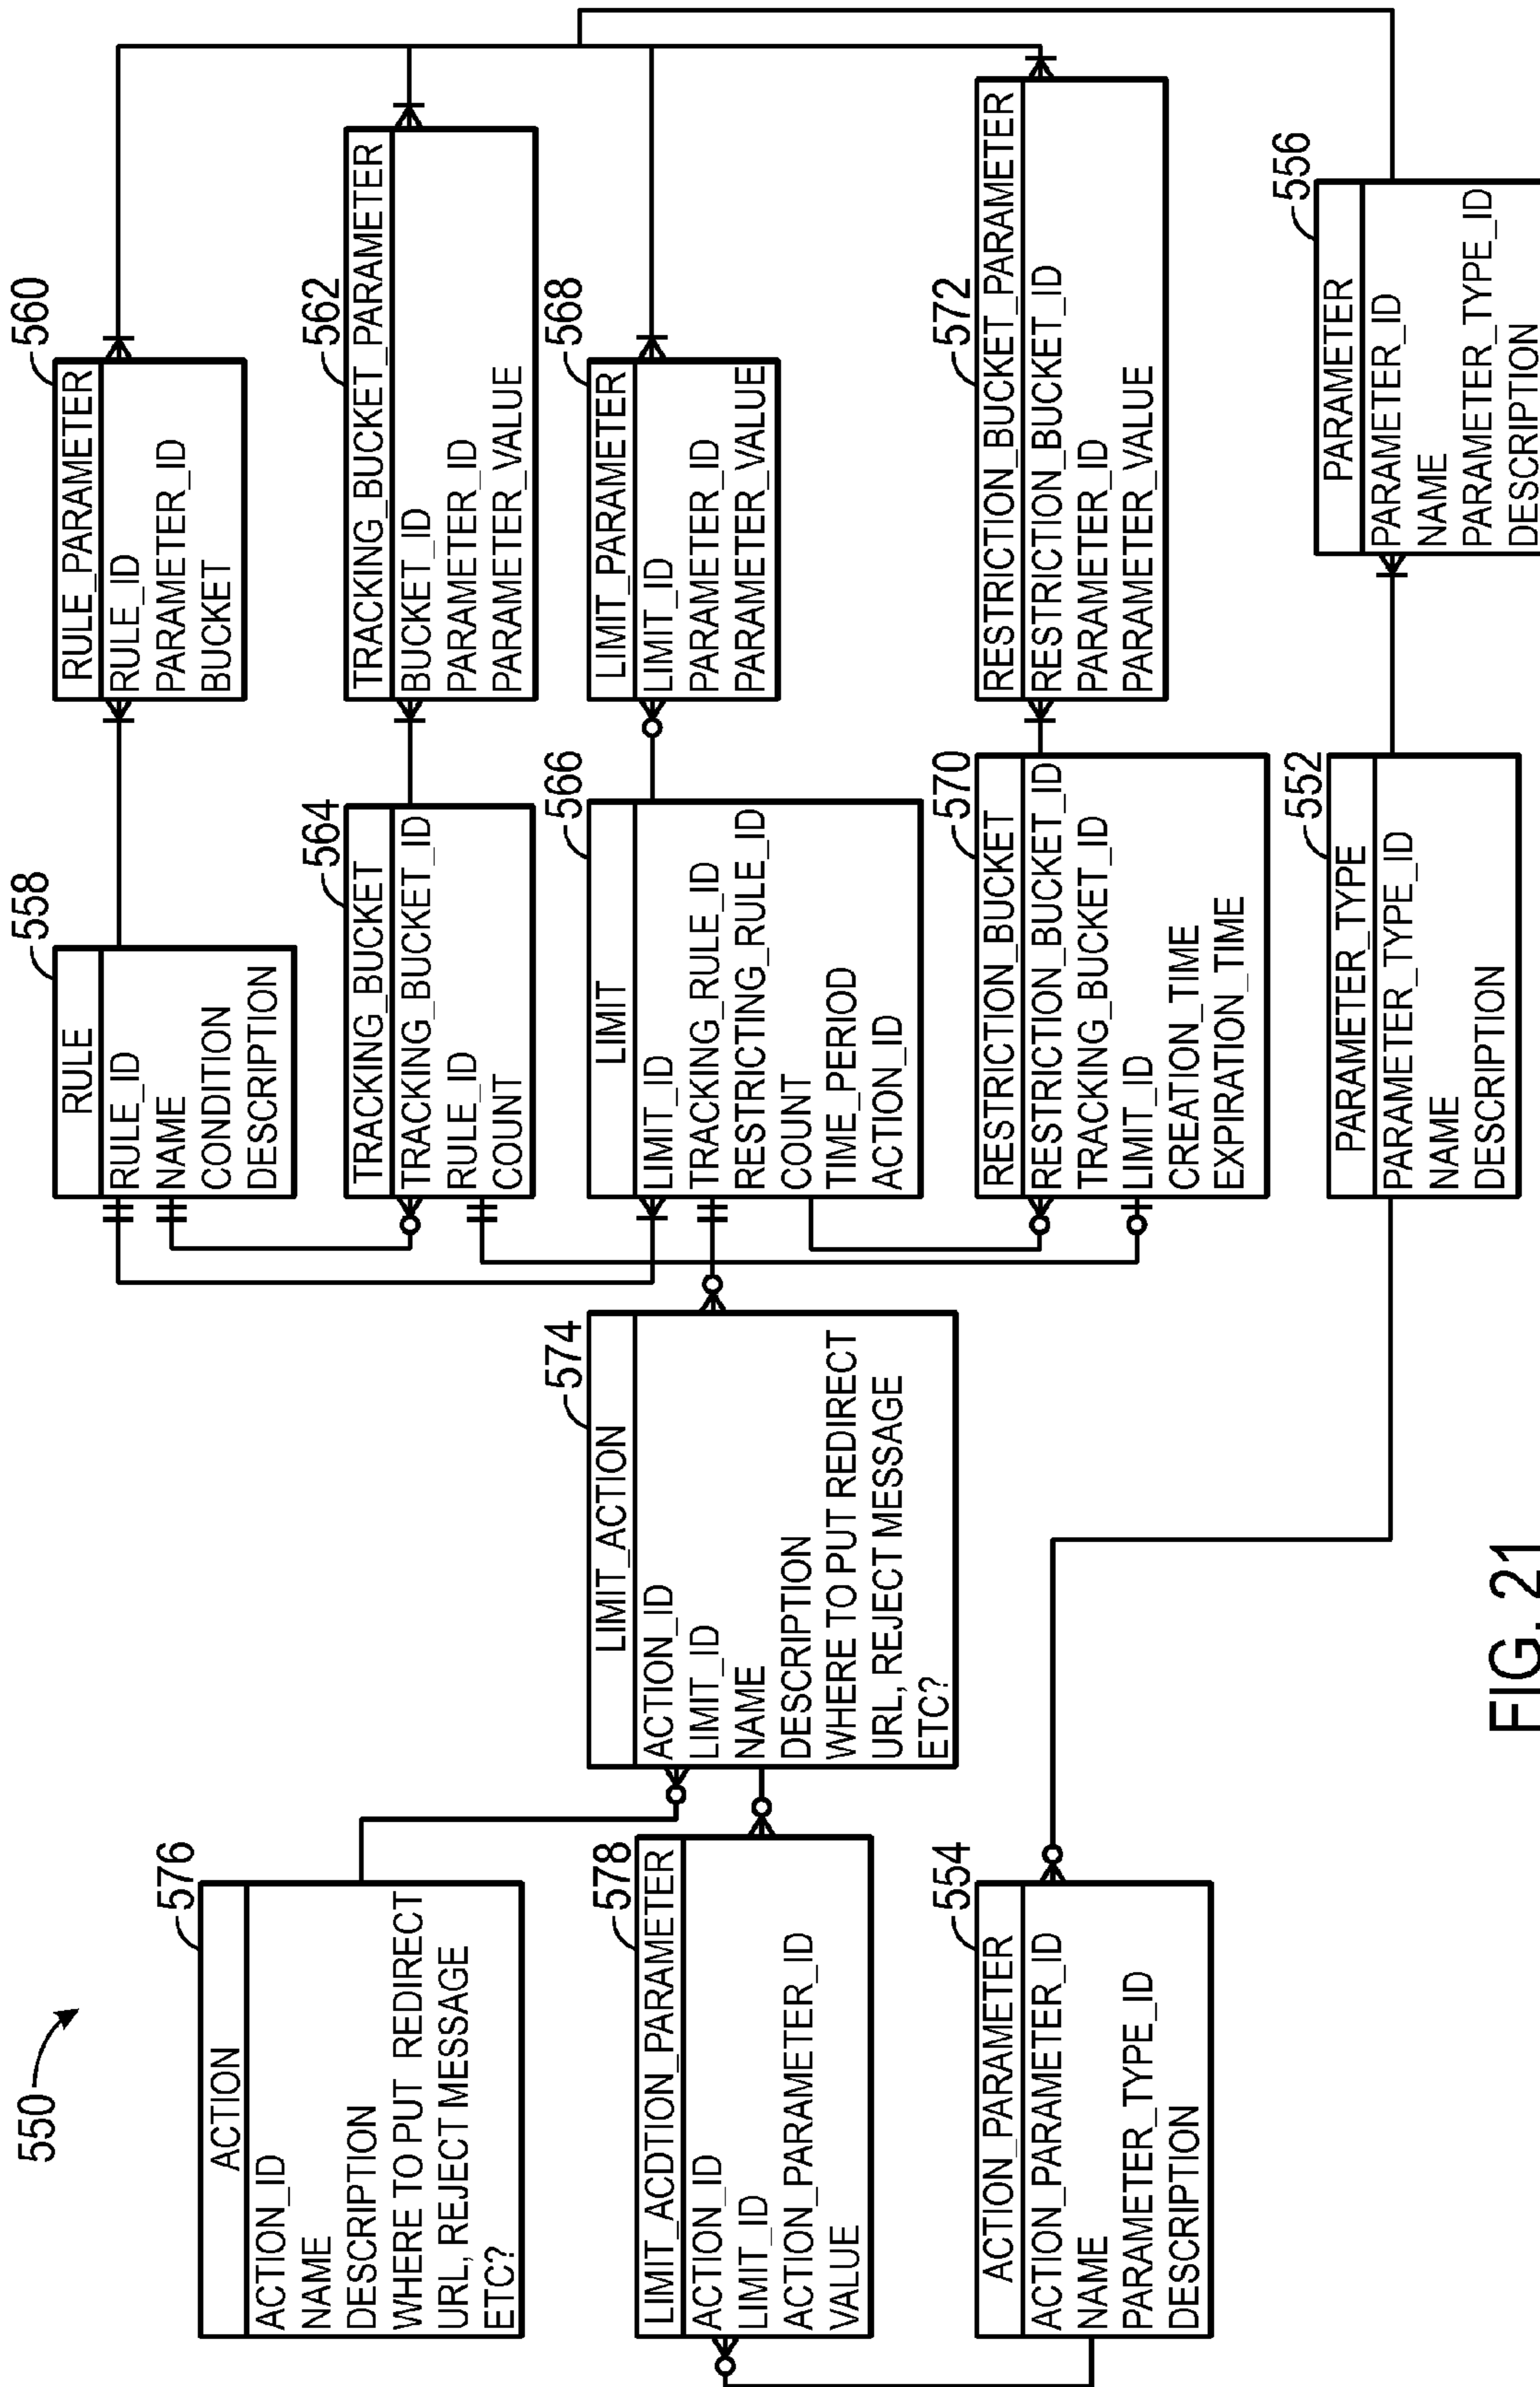 550
576
ACTION
ACTION_ID
NAME
DESCRIPTION
WHERE TO PUT REDIRECT
URL, REJECT MESSAGE
ETC?
578
LIMIT_ACDTION_PARAMETER
ACTION_ID
LIMIT_ID
ACTION_PARAMETER_ID
VALUE
554
ACTION_PARAMETER
ACTION_PARAMETER_ID
NAME
PARAMETER_TYPE_ID
DESCRIPTION
574
LIMIT_ACTION
ACTION_ID
LIMIT_ID
NAME
DESCRIPTION
WHERE TO PUT REDIRECT
URL, REJECT MESSAGE
ETC?
558
RULE
RULE_ID
NAME
CONDITION
DESCRIPTION
564
TRACKING_BUCKET
TRACKING_BUCKET_ID
RULE_ID
COUNT
566
LIMIT
LIMIT_ID
TRACKING_RULE_ID
RESTRICTING_RULE_ID
COUNT
TIME_PERIOD
ACTION_ID
570
RESTRICTION_BUCKET
RESTRICTION_BUCKET_ID
TRACKING_BUCKET_ID
LIMIT_ID
CREATION_TIME
EXPIRATION_TIME
552
PARAMETER_TYPE
PARAMETER_TYPE_ID
NAME
DESCRIPTION
560
RULE_PARAMETER
RULE_ID
PARAMETER_ID
BUCKET
562
TRACKING_BUCKET_PARAMETER
BUCKET_ID
PARAMETER_ID
PARAMETER_VALUE
568
LIMIT_PARAMETER
LIMIT_ID
PARAMETER_ID
PARAMETER_VALUE
572
RESTRICTION_BUCKET_PARAMETER
RESTRICTION_BUCKET_ID
PARAMETER_ID
PARAMETER_VALUE
556
PARAMETER
PARAMETER_ID
NAME
PARAMETER_TYPE_ID
DESCRIPTION
FIG. 21